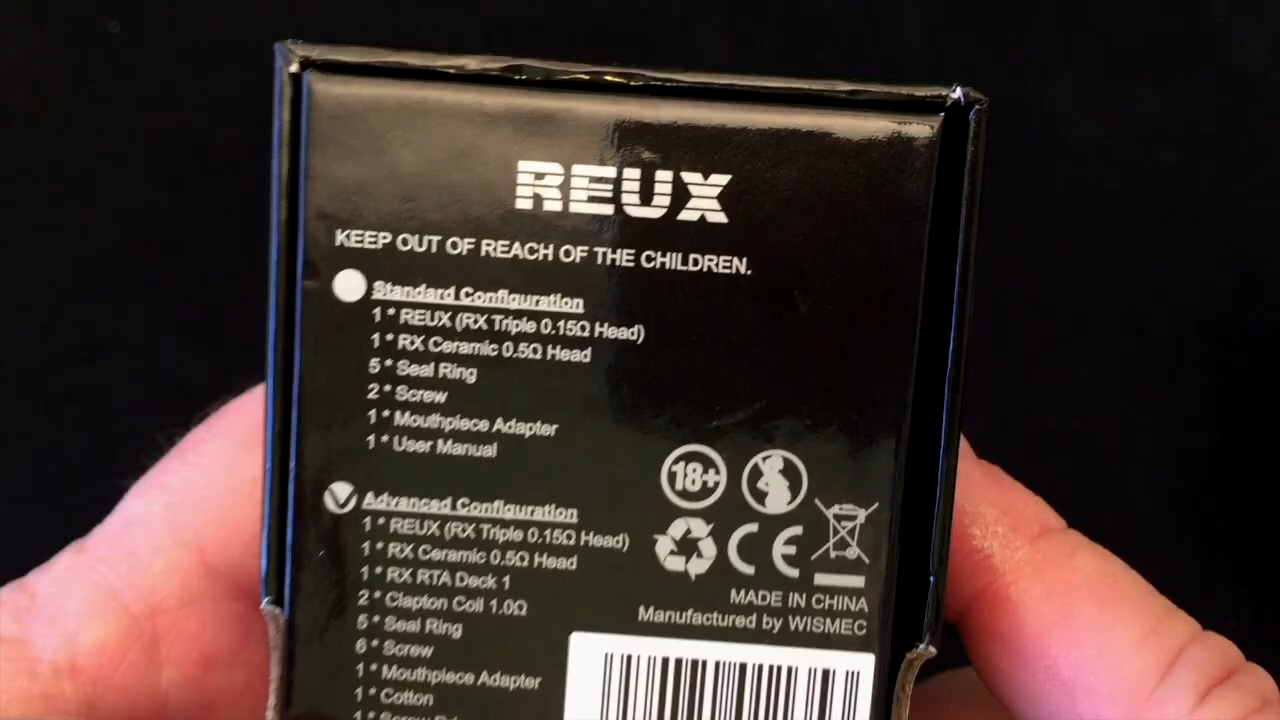 REUX
KEEP OUT OF REACH OF THE CHILDREN.
Standard Configuration
1 * REUX (RX Triple 0.15Ω Head)
1 * RX Ceramic 0.5Ω Head
5 * Seal Ring
2 * Screw
1 * Mouthpiece Adapter
1 * User Manual
Advanced Configuration
1 * REUX (RX Triple 0.15Ω Head)
1 * RX Ceramic 0.5Ω Head
1 * RX RTA Deck 1
2 * Clapton Coil 1.0Ω
5 * Seal Ring
6 * Screw
1 * Mouthpiece Adapter
1 * Cotton
1 * Screw
18+
CE
MADE IN CHINA
Manufactured by WISMEC